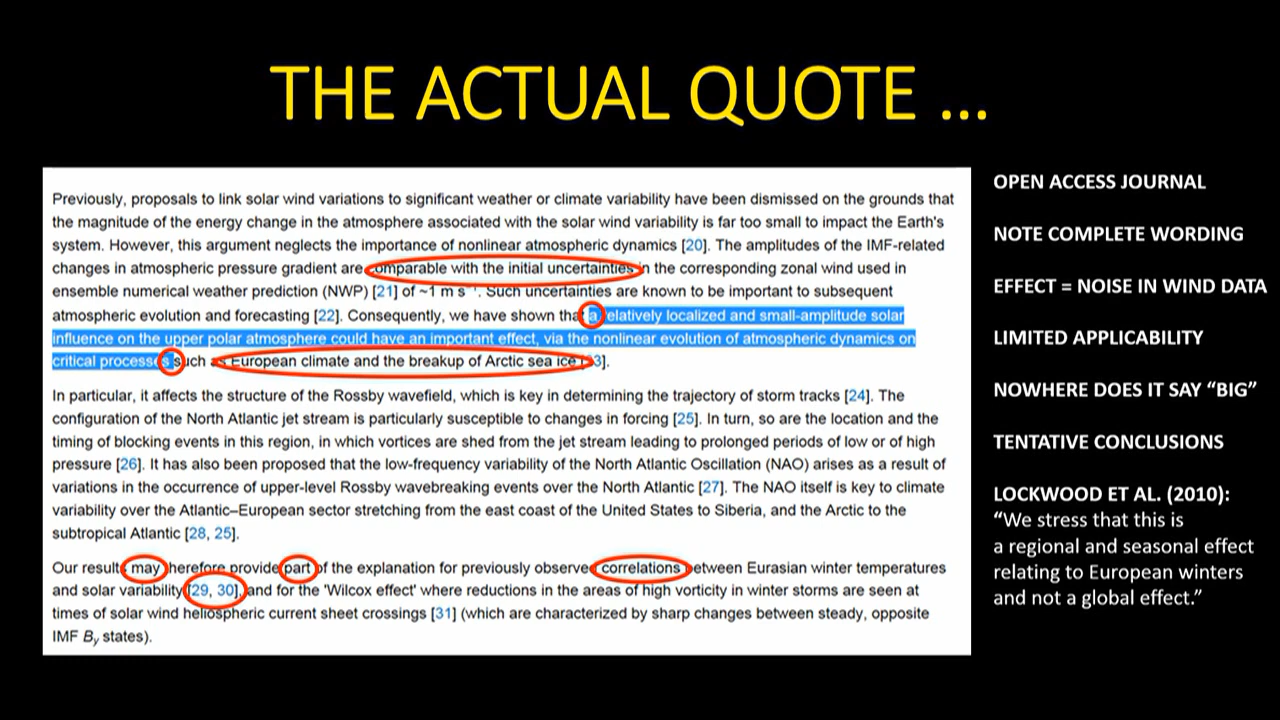 THE ACTUAL QUOTE ...
Previously, proposals to link solar wind variations to significant weather or climate variability have been dismissed on the grounds that
the magnitude of the energy change in the atmosphere associated with the solar wind variability is far too small to impact the Earth's
system. However, this argument neglects the importance of nonlinear atmospheric dynamics [20]. The amplitudes of the IMF-related
changes in atmospheric pressure gradient are comparable with the initial uncertainties in the corresponding zonal wind used in
ensemble numerical weather prediction (NWP) [21] of ~1 m s⁻¹. Such uncertainties are known to be important to subsequent
atmospheric evolution and forecasting [22]. Consequently, we have shown that a relatively localized and small-amplitude solar
influence on the upper polar atmosphere could have an important effect, via the nonlinear evolution of atmospheric dynamics on
critical processes such as European climate and the breakup of Arctic sea ice [23].
In particular, it affects the structure of the Rossby wavefield, which is key in determining the trajectory of storm tracks [24]. The
configuration of the North Atlantic jet stream is particularly susceptible to changes in forcing [25]. In turn, so are the location and the
timing of blocking events in this region, in which vortices are shed from the jet stream leading to prolonged periods of low or of high
pressure [26]. It has also been proposed that the low-frequency variability of the North Atlantic Oscillation (NAO) arises as a result of
variations in the occurrence of upper-level Rossby wavebreaking events over the North Atlantic [27]. The NAO itself is key to climate
variability over the Atlantic–European sector stretching from the east coast of the United States to Siberia, and the Arctic to the
subtropical Atlantic [28, 25].
Our results may therefore provide part of the explanation for previously observed correlations between Eurasian winter temperatures
and solar variability [29, 30], and for the 'Wilcox effect' where reductions in the areas of high vorticity in winter storms are seen at
times of solar wind heliospheric current sheet crossings [31] (which are characterized by sharp changes between steady, opposite
IMF By states).
OPEN ACCESS JOURNAL
NOTE COMPLETE WORDING
EFFECT = NOISE IN WIND DATA
LIMITED APPLICABILITY
NOWHERE DOES IT SAY “BIG”
TENTATIVE CONCLUSIONS
LOCKWOOD ET AL. (2010):
“We stress that this is
a regional and seasonal effect
relating to European winters
and not a global effect.”